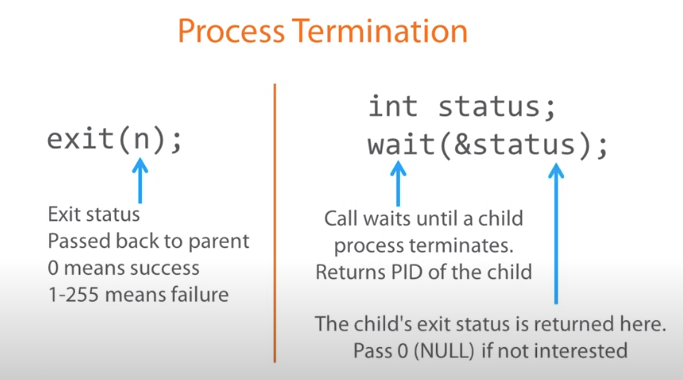 Process Termination
exit(n);
Exit status
Passed back to parent
0 means success
1-255 means failure
int status;
wait(&status);
Call waits until a child
process terminates.
Returns PID of the child
The child's exit status is returned here.
Pass 0 (NULL) if not interested